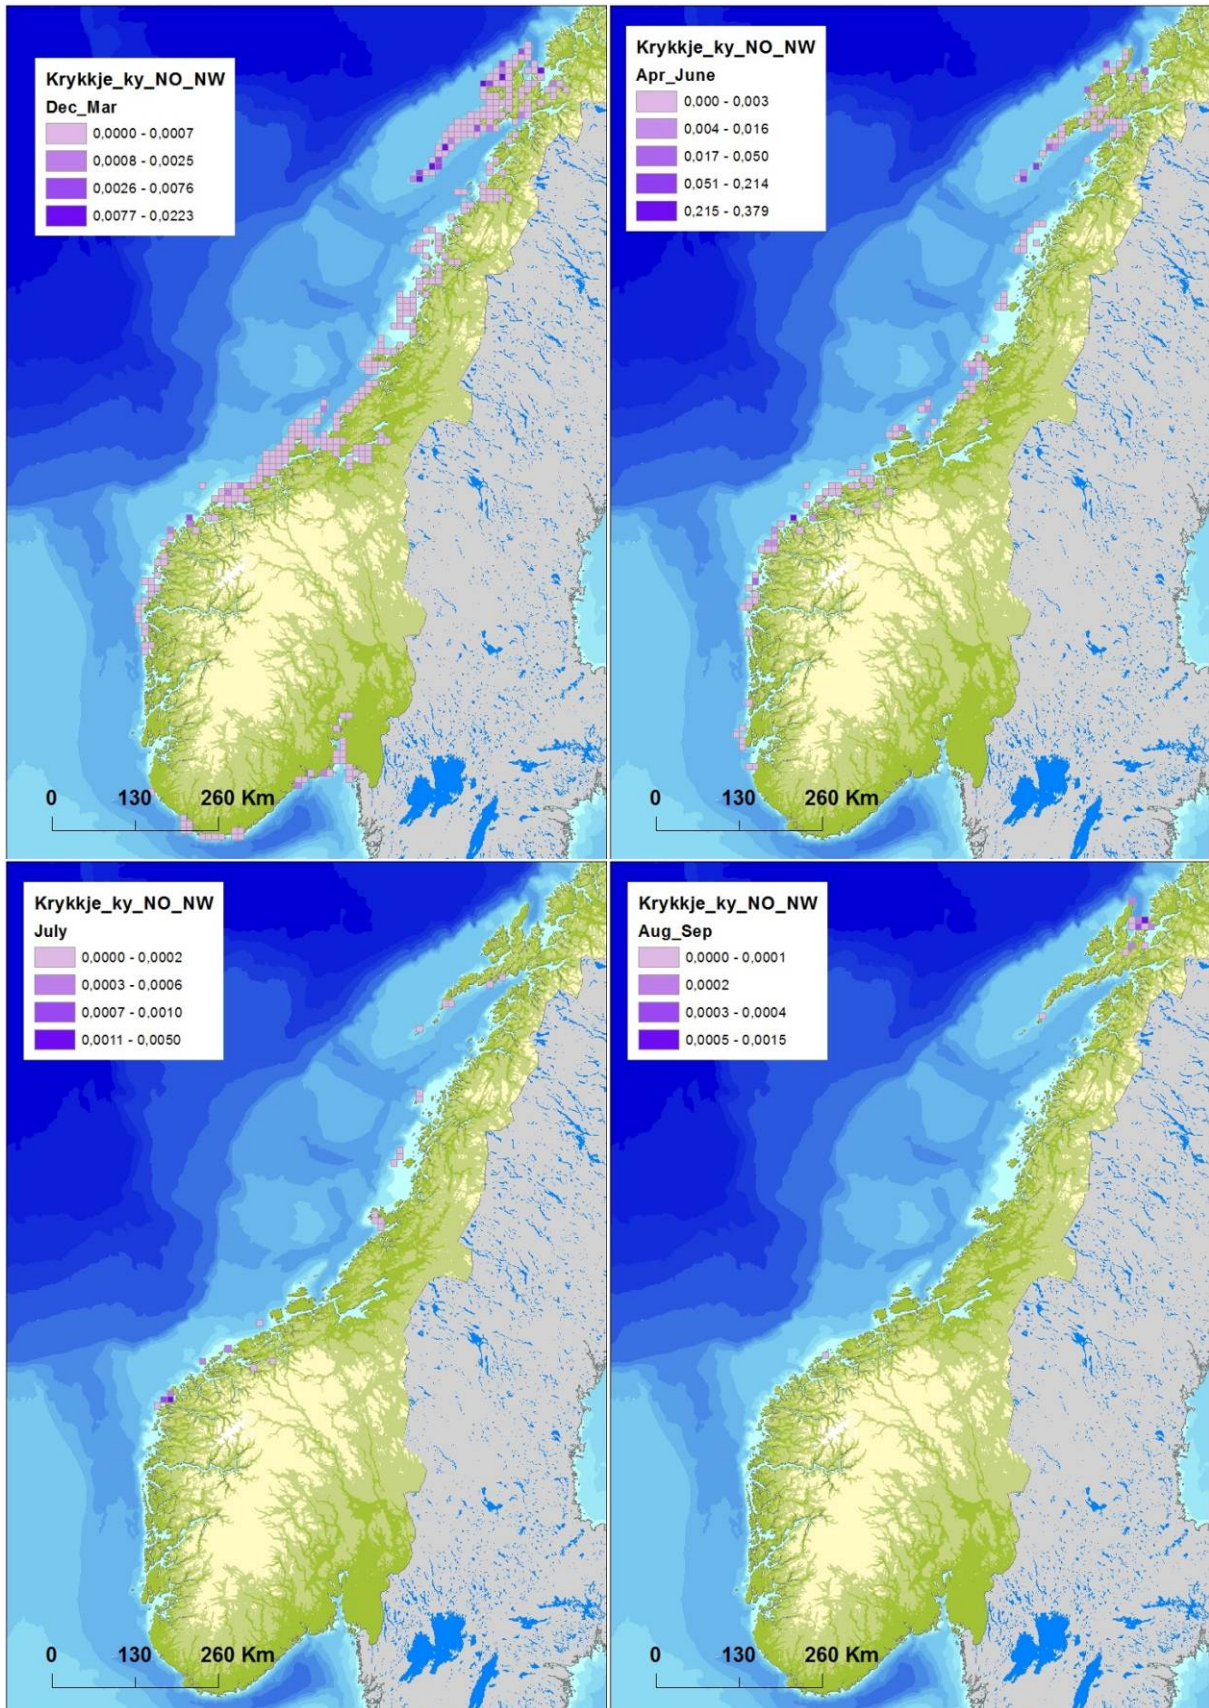 Krykkje_ky_NO_NW
Dec_Mar
0,0000 - 0,0007
0,0008 - 0,0025
0,0026 - 0,0076
0,0077 - 0,0223
0 130 260 Km
Krykkje_ky_NO_NW
Apr_June
0,000 - 0,003
0,004 - 0,016
0,017 - 0,050
0,051 - 0,214
0,215 - 0,379
0 130 260 Km
Krykkje_ky_NO_NW
July
0,0000 - 0,0002
0,0003 - 0,0006
0,0007 - 0,0010
0,0011 - 0,0050
0 130 260 Km
Krykkje_ky_NO_NW
Aug_Sep
0,0000 - 0,0001
0,0002
0,0003 - 0,0004
0,0005 - 0,0015
0 130 260 Km